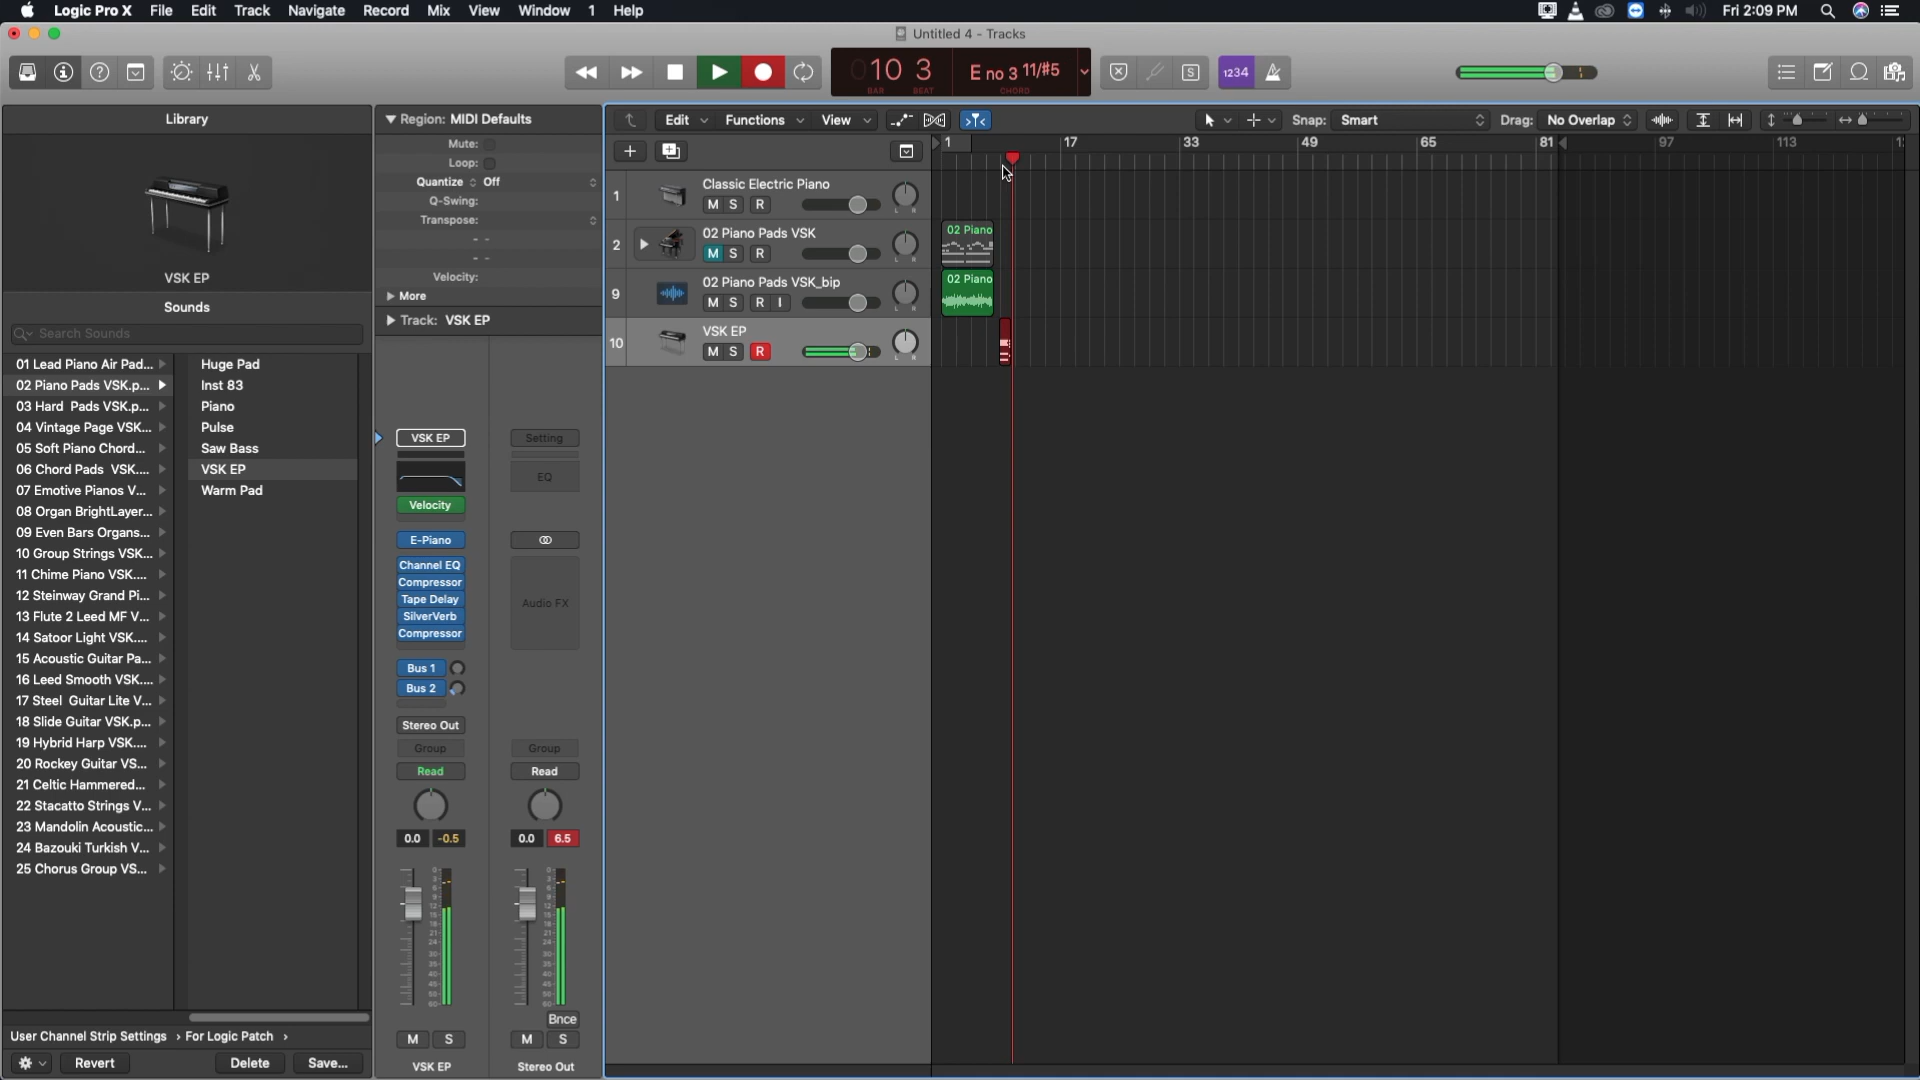 Logic Pro X File Edit Track Navigate Record Mix View Window 1 Help
Fri 2:09 PM
Untitled 4 - Tracks
010 3
BAR BEAT
E no 3 11/#5
CHORD
S
1234
Library
VSK EP
Sounds
Search Sounds
01 Lead Piano Air Pad...
02 Piano Pads VSK.p...
03 Hard Pads VSK.p...
04 Vintage Page VSK...
05 Soft Piano Chord...
06 Chord Pads VSK....
07 Emotive Pianos V...
08 Organ BrightLayer...
09 Even Bars Organs...
10 Group Strings VSK...
11 Chime Piano VSK....
12 Steinway Grand Pi...
13 Flute 2 Leed MF V...
14 Satoor Light VSK....
15 Acoustic Guitar Pa...
16 Leed Smooth VSK....
17 Steel Guitar Lite V...
18 Slide Guitar VSK.p...
19 Hybrid Harp VSK....
20 Rockey Guitar VS...
21 Celtic Hammered...
22 Stacatto Strings V...
23 Mandolin Acoustic...
24 Bazouki Turkish V...
25 Chorus Group VS...
Huge Pad
Inst 83
Piano
Pulse
Saw Bass
VSK EP
Warm Pad
User Channel Strip Settings › For Logic Patch ›
Revert Delete Save...
Region: MIDI Defaults
Mute:
Loop:
Quantize Off
Q-Swing:
Transpose:
Velocity:
More
Track: VSK EP
VSK EP Setting
EQ
Velocity
E-Piano
Channel EQ
Compressor
Tape Delay
SilverVerb
Compressor
Audio FX
Bus 1
Bus 2
Stereo Out
Group Group
Read Read
0.0 -0.5 0.0 6.5
Bnce
M S M S
VSK EP Stereo Out
Edit Functions View
Snap: Smart Drag: No Overlap
1 17 33 49 65 81 97 113
1 Classic Electric Piano
M S R
L R
2 02 Piano Pads VSK
M S R
L R
9 02 Piano Pads VSK_bip
M S R I
L R
10 VSK EP
M S R
L R
02 Piano
02 Piano